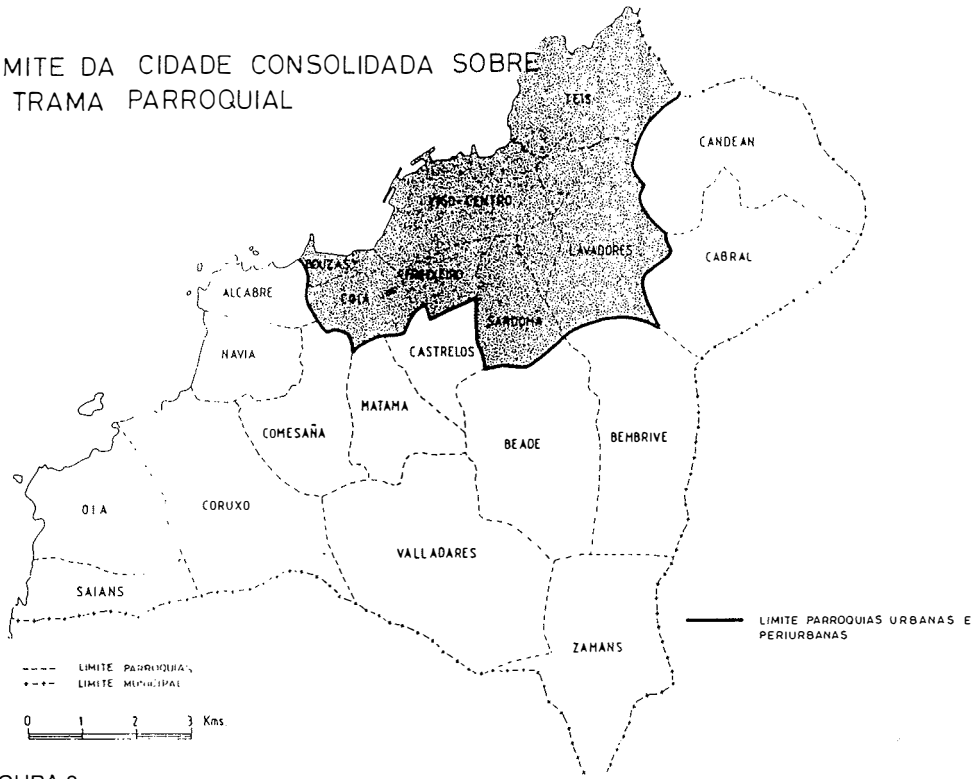 MITE DA CIDADE CONSOLIDADA SOBRE
TRAMA PARROQUIAL
TEIS
CANDEAN
VIGO-CENTRO
LAVADORES
CABRAL
BOUZAS
ALCABRE
COIA
SARDOMA
NAVIA
CASTRELOS
MATAMA
COMESAÑA
BEADE
BEMBRIVE
OIA
CORUXO
VALLADARES
SAIANS
ZAMANS
LIMITE PARROQUIAS URBANAS E
PERIURBANAS
LIMITE PARROQUIAS
LIMITE MUNICIPAL
0 1 2 3 Kms.